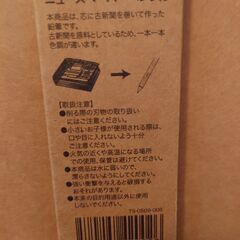 本商品は、芯に古新聞を巻いて作った
鉛筆です。
古新聞を原料としているため、一本一本
色調が違います。
【取扱注意】
●削る際の刃物の取り扱い
にはご注意ください。
●小さいお子様が使用される際は、
口や目に入れないよう十分
ご注意ください。
●火気の近くや高温になる場所
での使用、保管は避けてください。
●本商品は水に弱いので、
濡らさないようにしてください。
●強い衝撃を与えると芯が
破損する場合があります。
●本来の目的用途以外に使用
しないでください。